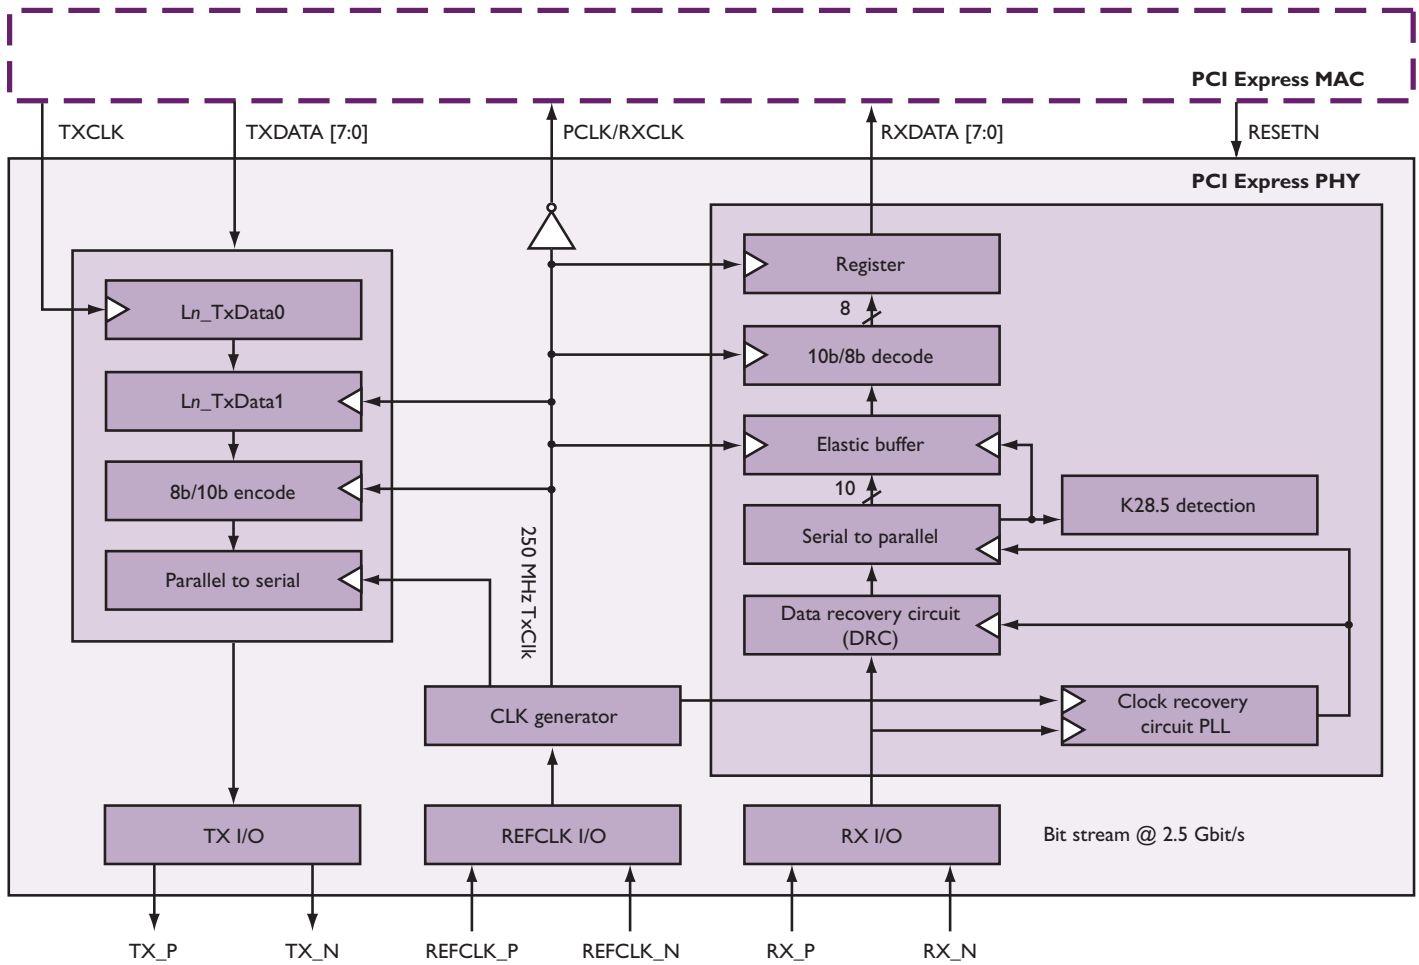 PCI Express MAC
TXCLK
TXDATA [7:0]
PCLK/RXCLK
RXDATA [7:0]
RESETN
PCI Express PHY
Ln_TxData0
Ln_TxData1
8b/10b encode
Parallel to serial
250 MHz TxClk
Register
8
10b/8b decode
Elastic buffer
10
Serial to parallel
K28.5 detection
Data recovery circuit
(DRC)
CLK generator
Clock recovery
circuit PLL
TX I/O
REFCLK I/O
RX I/O
Bit stream @ 2.5 Gbit/s
TX_P
TX_N
REFCLK_P
REFCLK_N
RX_P
RX_N